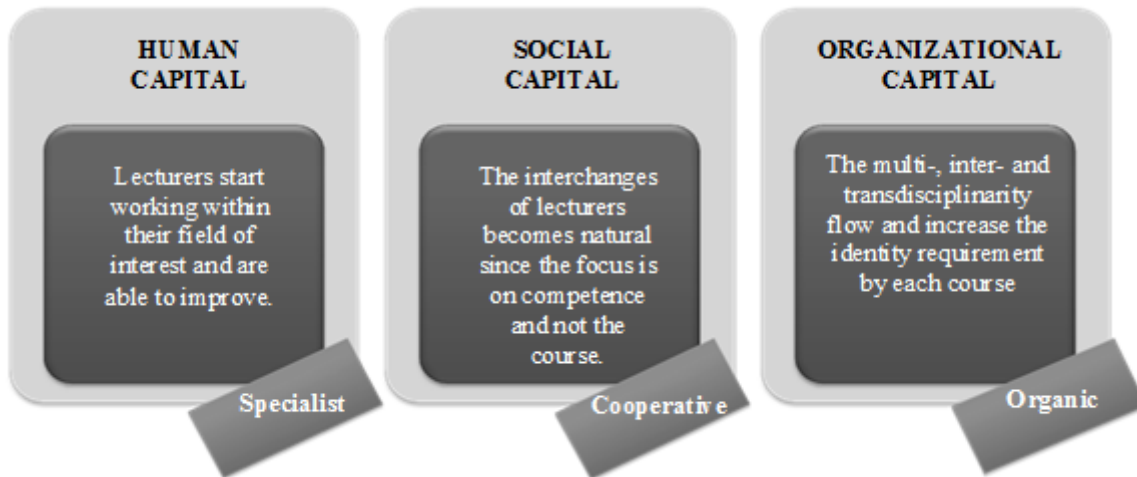 HUMAN
CAPITAL
Lecturers start
working within
their field of
interest and are
able to improve.
Specialist
SOCIAL
CAPITAL
The interchanges
of lecturers
becomes natural
since the focus is
on competence
and not the
course.
Cooperative
ORGANIZATIONAL
CAPITAL
The multi-, inter- and
transdisciplinarity
flow and increase the
identity requirement
by each course
Organic